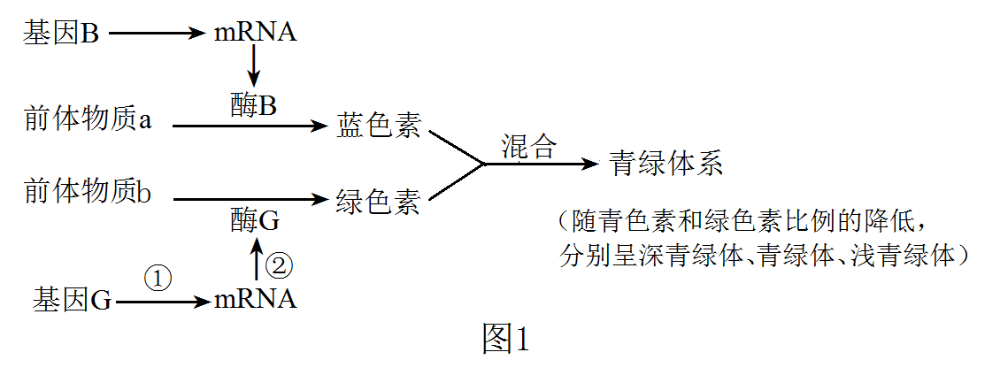 基因B
mRNA
酶B
前体物质a
蓝色素
混合
青绿体系
前体物质b
绿色素
酶G
（随青色素和绿色素比例的降低，
分别呈深青绿体、青绿体、浅青绿体）
①
②
基因G
mRNA
图1